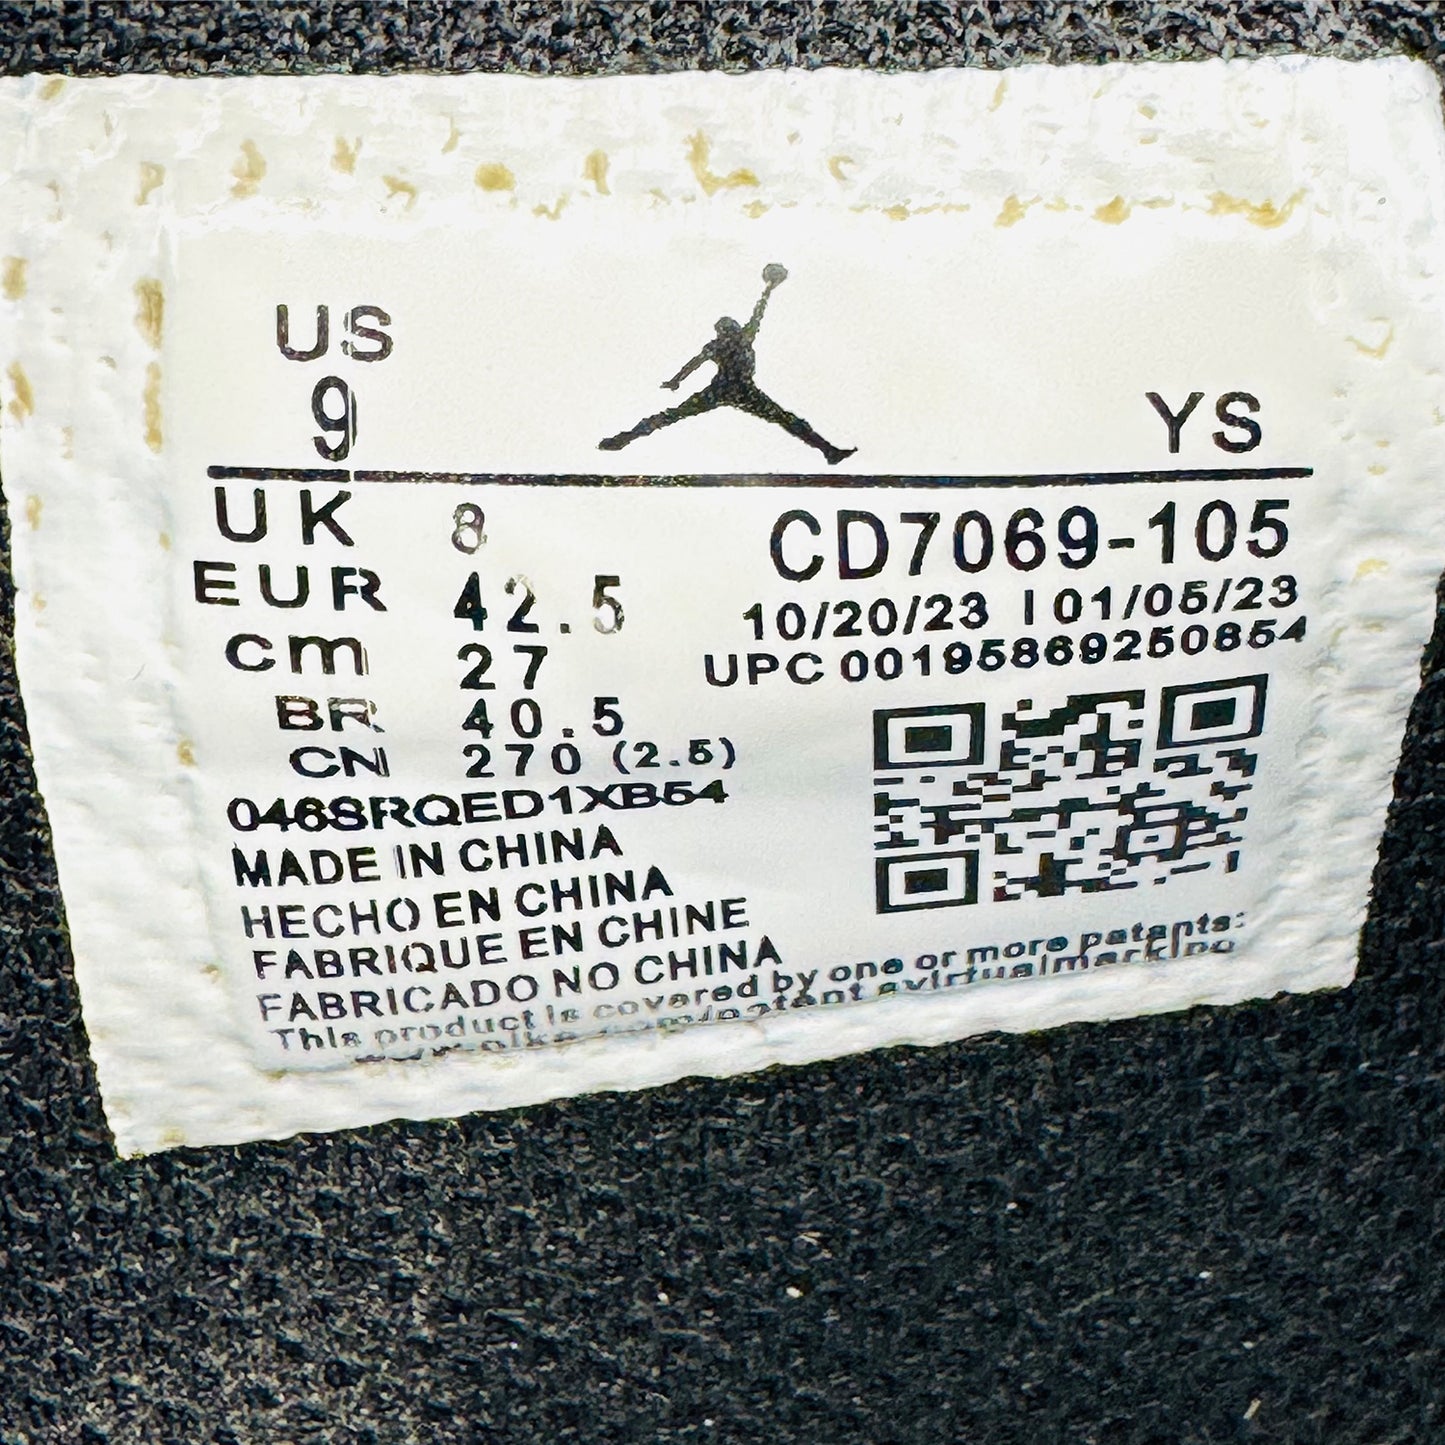 US
9
YS
UK 8 CD7069-105
EUR 42.5 10/20/23 | 01/05/23
cm 27 UPC 00195869250854
BR 40.5
CN 270 (2.5)
046SRQED1XB54
MADE IN CHINA
HECHO EN CHINA
FABRIQUE EN CHINE
FABRICADO NO CHINA
This product is covered by one or more patents: